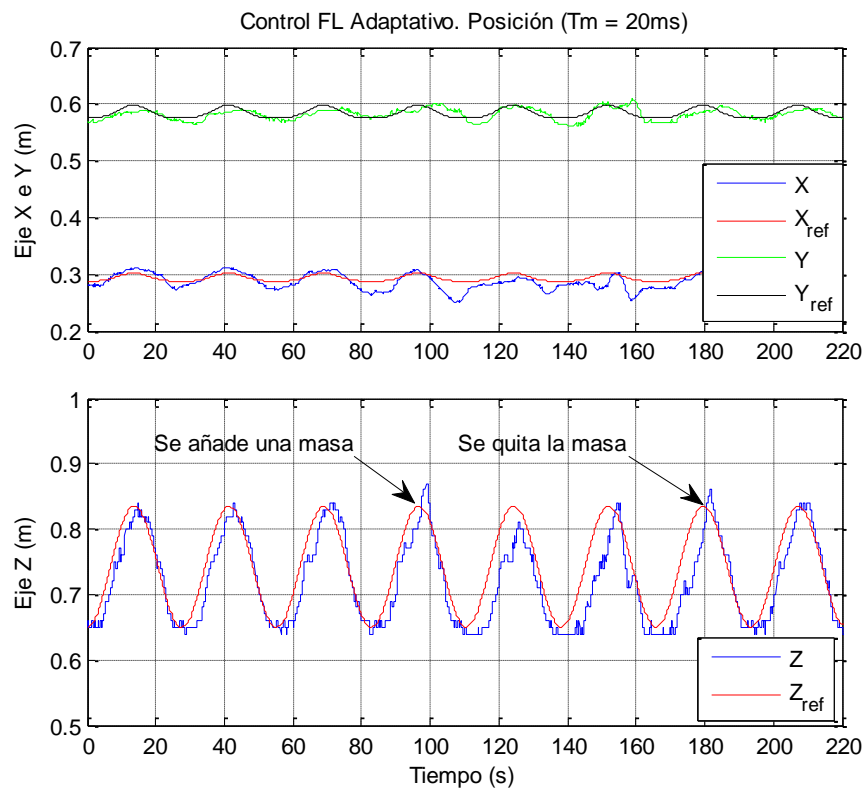 Control FL Adaptativo. Posición (Tm = 20ms)
0.7
0.6
0.5
0.4
0.3
0.2
Eje X e Y (m)
X
X_ref
Y
Y_ref
0 20 40 60 80 100 120 140 160 180 200 220
1
0.9
0.8
0.7
0.6
0.5
Eje Z (m)
Se añade una masa
Se quita la masa
Z
Z_ref
0 20 40 60 80 100 120 140 160 180 200 220
Tiempo (s)